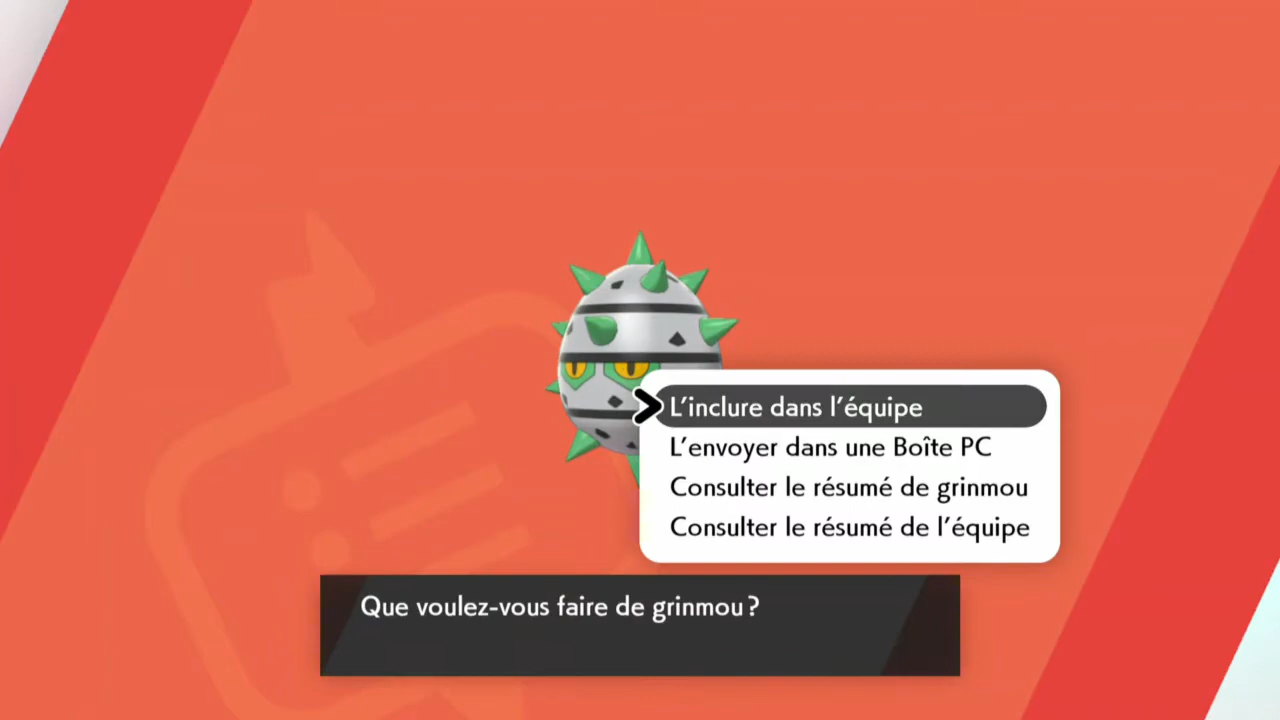 L'inclure dans l'équipe
L'envoyer dans une Boîte PC
Consulter le résumé de grinmou
Consulter le résumé de l'équipe
Que voulez-vous faire de grinmou ?